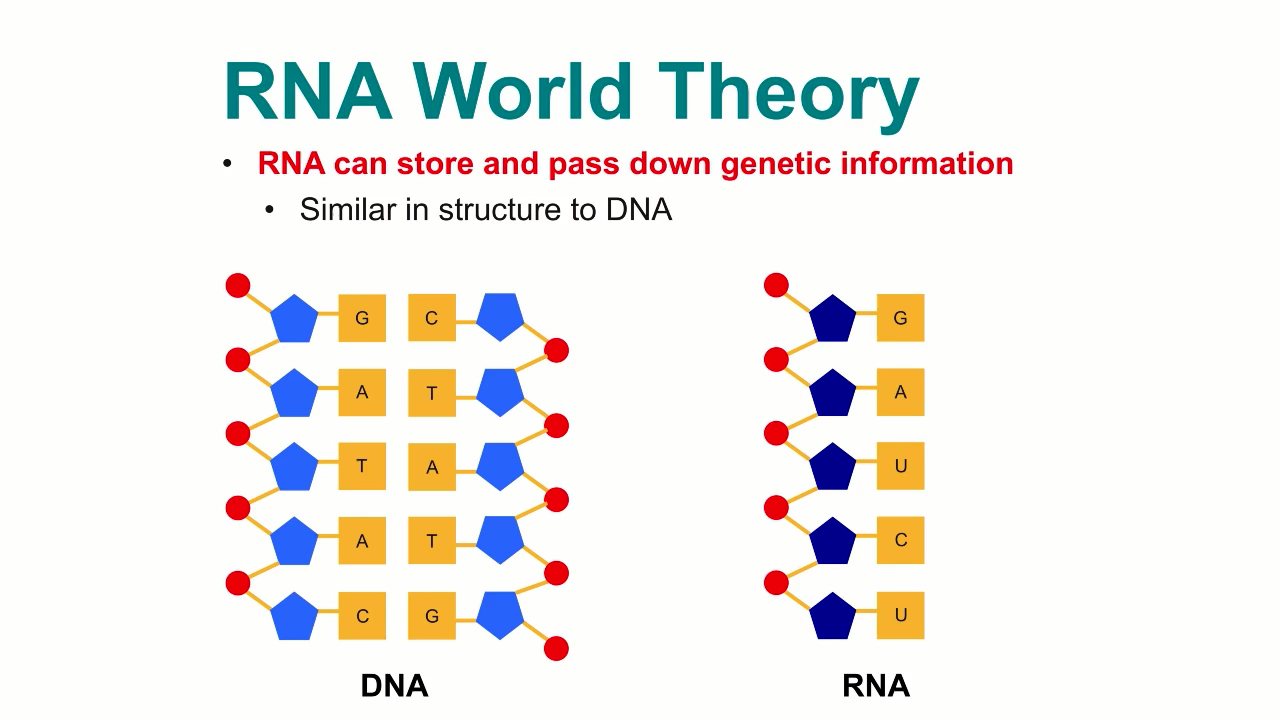 RNA World Theory
• RNA can store and pass down genetic information
• Similar in structure to DNA
G C G
A T A
T A U
A T C
C G U
DNA RNA